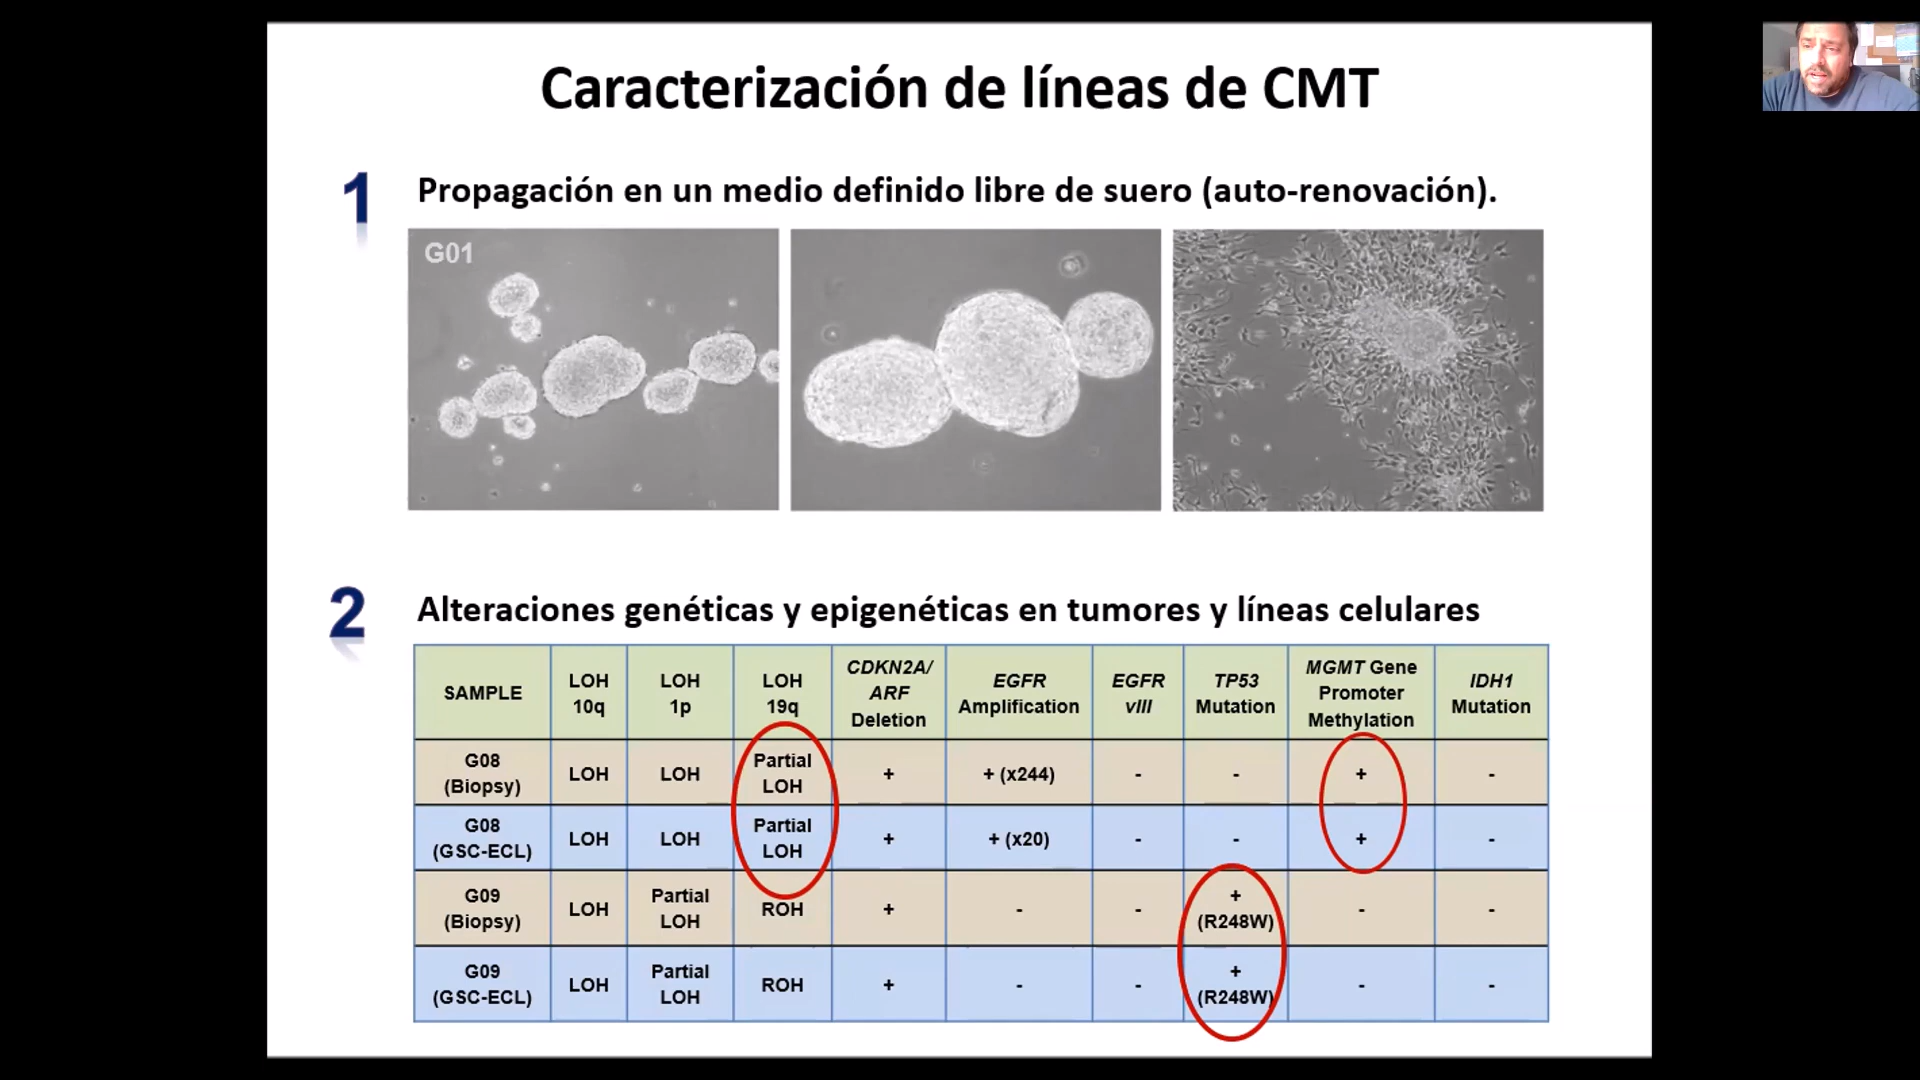 Caracterización de líneas de CMT
1
Propagación en un medio definido libre de suero (auto-renovación).
G01
2
Alteraciones genéticas y epigenéticas en tumores y líneas celulares
SAMPLE LOH 10q LOH 1p LOH 19q CDKN2A/ARF Deletion EGFR Amplification EGFR vIII TP53 Mutation MGMT Gene Promoter Methylation IDH1 Mutation
G08 (Biopsy) LOH LOH Partial LOH + + (x244) - - + -
G08 (GSC-ECL) LOH LOH Partial LOH + + (x20) - - + -
G09 (Biopsy) LOH Partial LOH ROH + - - + (R248W) - -
G09 (GSC-ECL) LOH Partial LOH ROH + - - + (R248W) - -